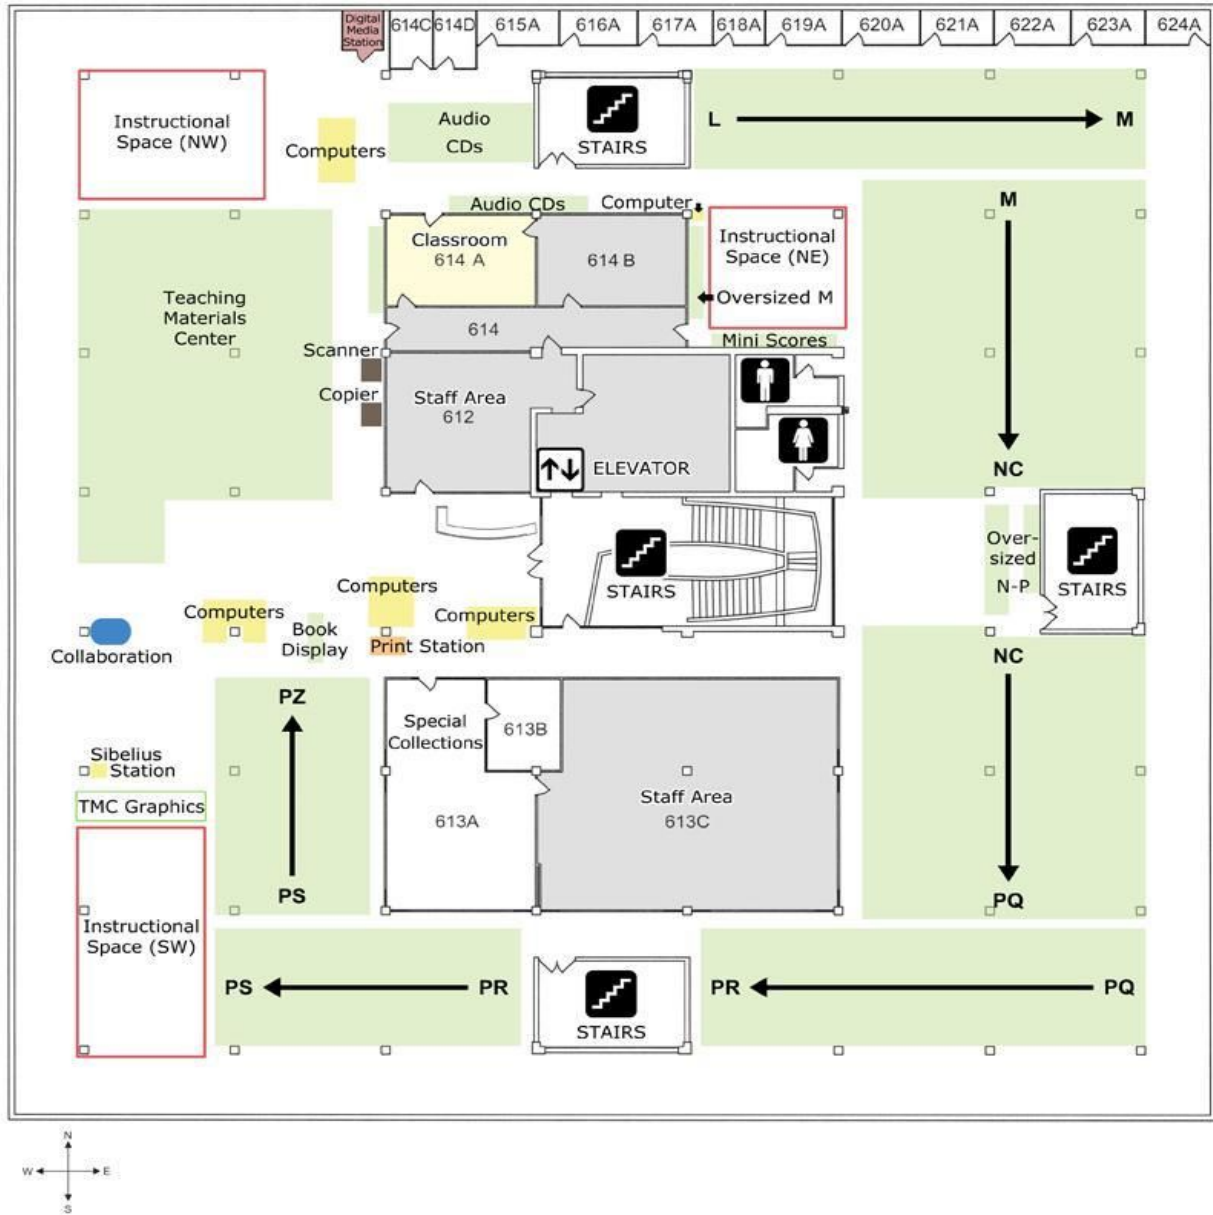 Digital
Media
Station
614C
614D
615A
616A
617A
618A
619A
620A
621A
622A
623A
624A
Instructional
Space (NW)
Computers
Audio
CDs
STAIRS
L
M
Audio CDs
Computer
Classroom
614 A
614 B
Instructional
Space (NE)
Oversized M
M
Teaching
Materials
Center
614
Mini Scores
Scanner
Copier
Staff Area
612
ELEVATOR
NC
STAIRS
Over-
sized
N-P
STAIRS
Computers
Computers
Computers
Book
Display
Print Station
Collaboration
NC
PZ
Special
Collections
613B
Sibelius
Station
TMC Graphics
613A
Staff Area
613C
PS
PQ
Instructional
Space (SW)
PS
PR
STAIRS
PR
PQ
N
W
E
S